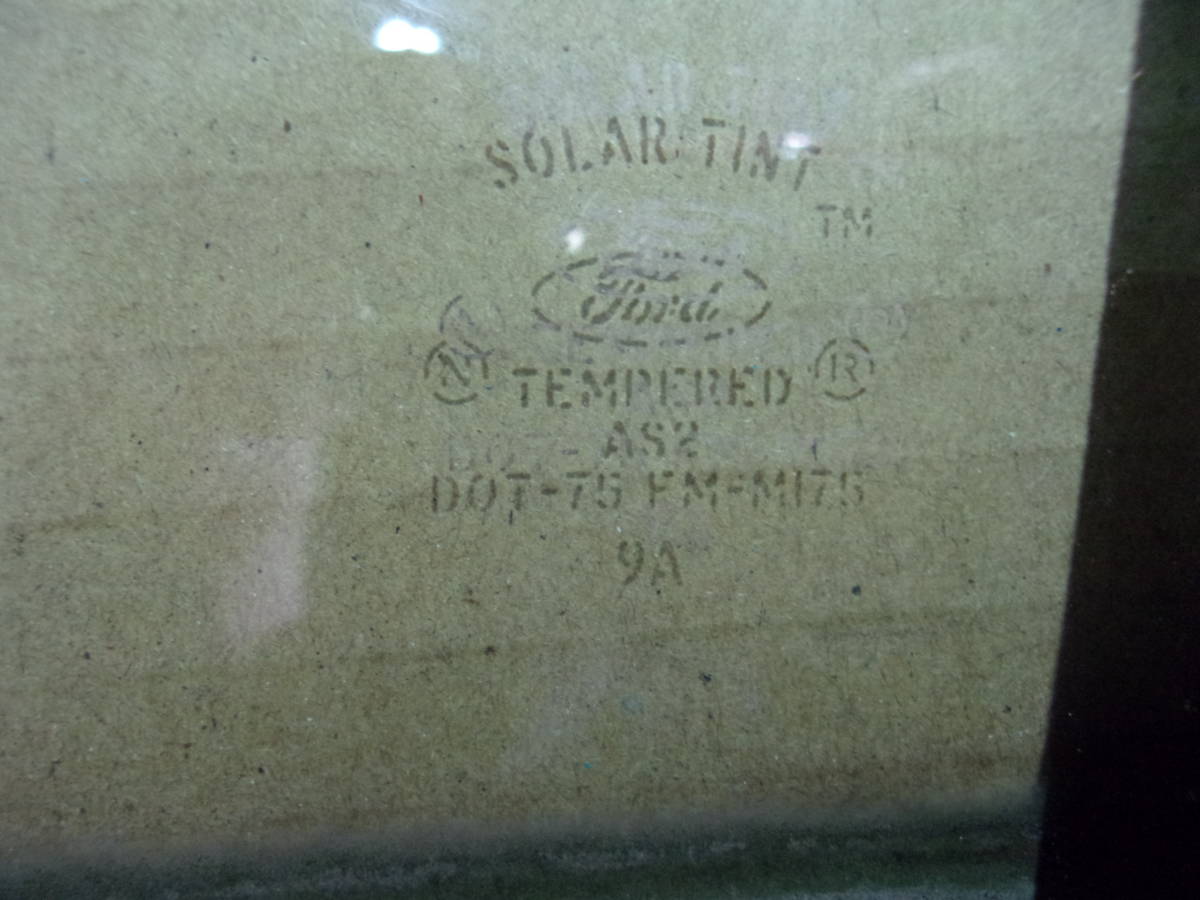 SOLAR TINT
TM
Ford
N TEMPERED R
AS2
DOT-75 FM-M175
9A